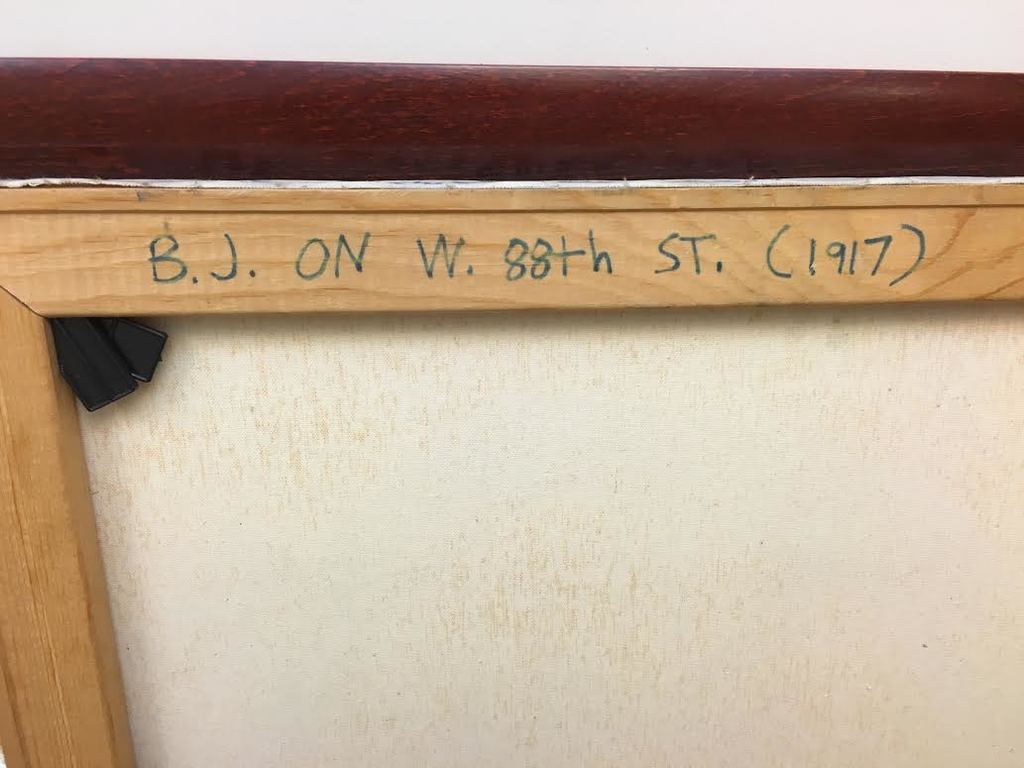 B.J. ON W. 88th ST. (1917)